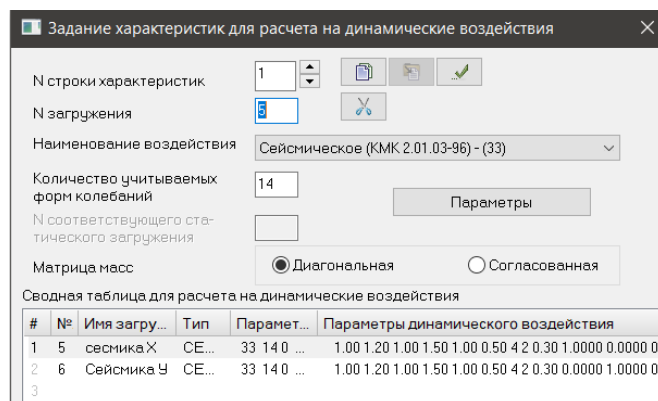 Задание характеристик для расчета на динамические воздействия
N строки характеристик 1
N загружения 5
Наименование воздействия Сейсмическое (КМК 2.01.03-96) - (33)
Количество учитываемых форм колебаний 14
Параметры
N соответствующего ста-
тического загружения
Матрица масс Диагональная Согласованная
Сводная таблица для расчета на динамические воздействия
# № Имя загру... Тип Парамет... Параметры динамического воздействия
1 5 сесмика X СЕ... 33 14 0 ... 1.00 1.20 1.00 1.50 1.00 0.50 4 2 0.30 1.0000 0.0000 0
2 6 Сейсмика У СЕ... 33 14 0 ... 1.00 1.20 1.00 1.50 1.00 0.50 4 2 0.30 0.0000 1.0000 0
3